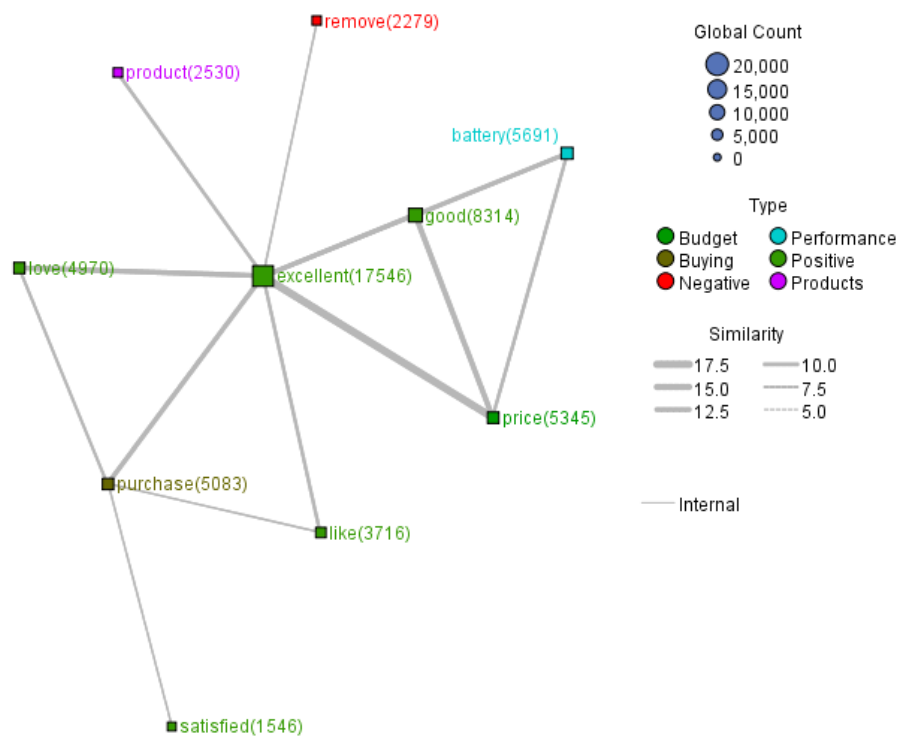 remove(2279)
product(2530)
battery(5691)
good(8314)
love(4970)
excellent(17546)
price(5345)
purchase(5083)
like(3716)
satisfied(1546)
Global Count
20,000
15,000
10,000
5,000
0
Type
Budget Performance
Buying Positive
Negative Products
Similarity
17.5 10.0
15.0 7.5
12.5 5.0
Internal